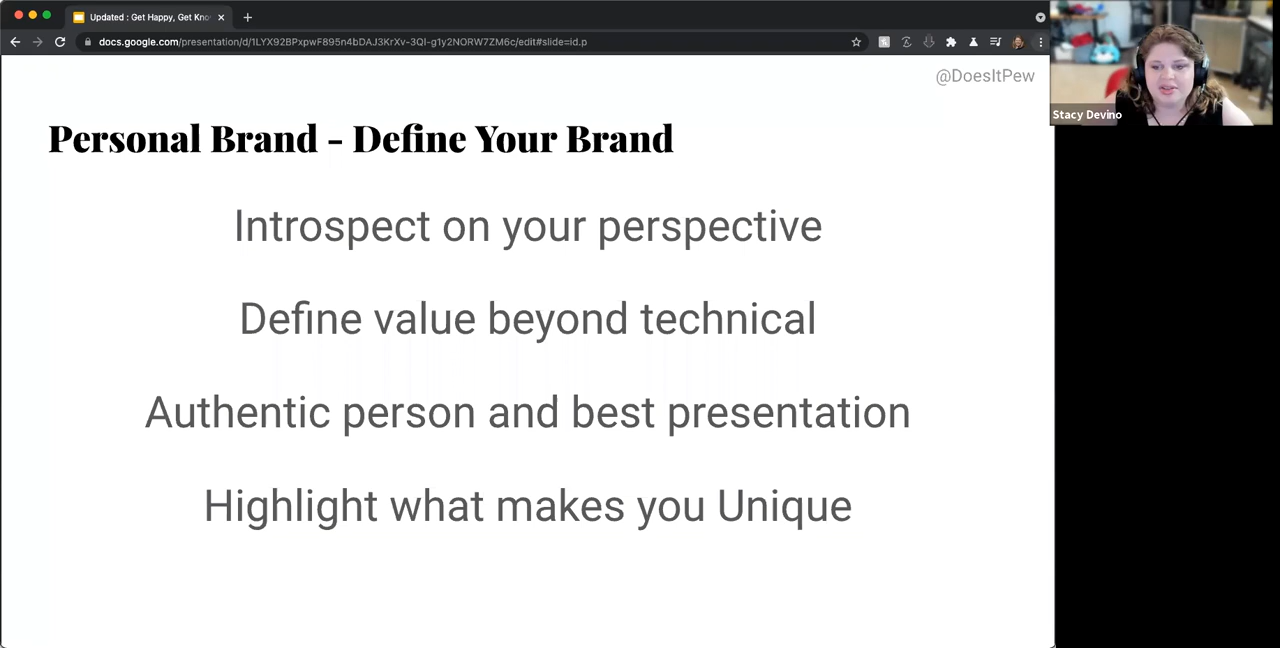 Updated : Get Happy, Get Kno
docs.google.com/presentation/d/1LYX92BPxpwF895n4bDAJ3KrXv-3QI-g1y2NORW7ZM6c/edit#slide=id.p
@DoesItPew
Stacy Devino
Personal Brand - Define Your Brand
Introspect on your perspective
Define value beyond technical
Authentic person and best presentation
Highlight what makes you Unique